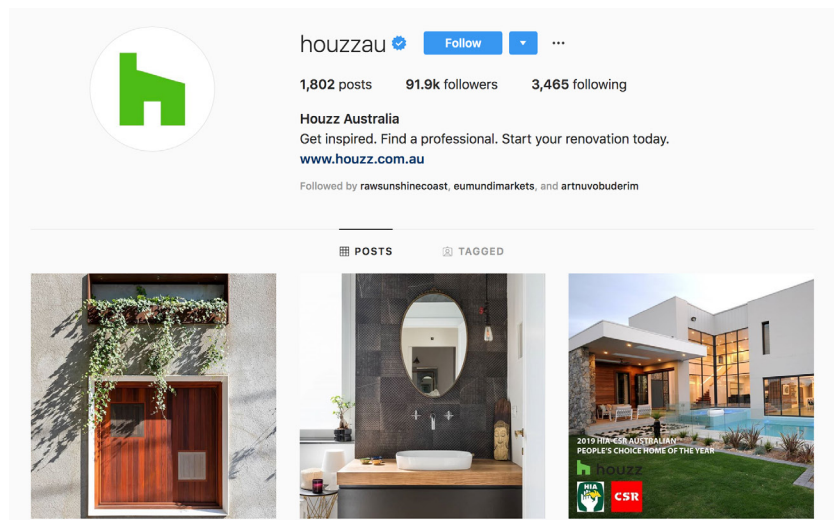 houzzau Follow
1,802 posts 91.9k followers 3,465 following
Houzz Australia
Get inspired. Find a professional. Start your renovation today.
www.houzz.com.au
Followed by rawsunshinecoast, eumundimarkets, and artnuvobuderim
POSTS TAGGED
2019 HIA-CSR AUSTRALIAN
PEOPLE'S CHOICE HOME OF THE YEAR
houzz
HIA CSR